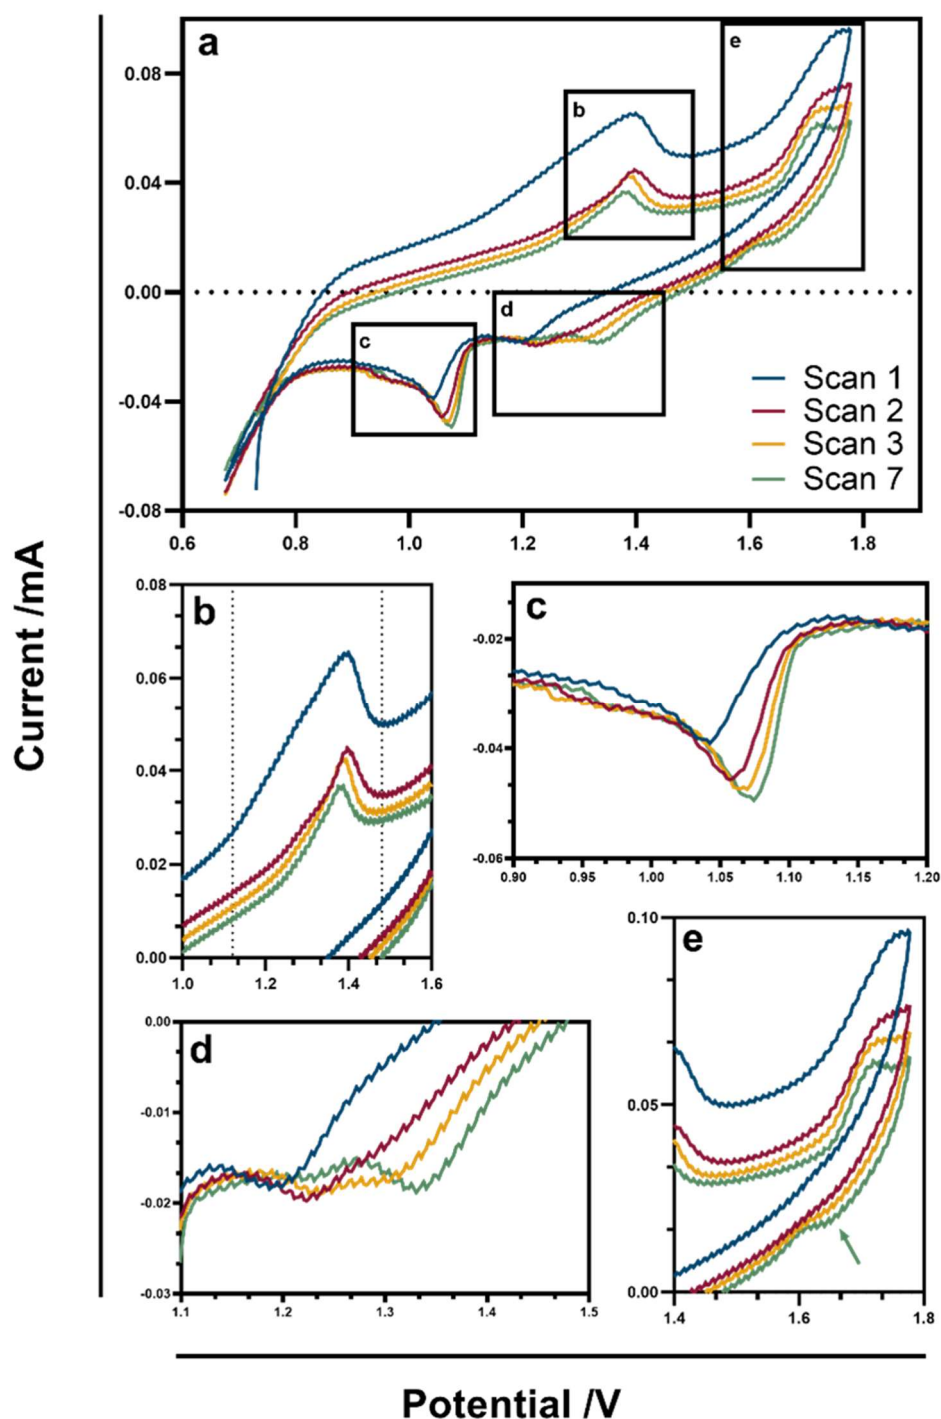 a
e
b
d
c
0.08
0.04
0.00
-0.04
-0.08
Scan 1
Scan 2
Scan 3
Scan 7
0.6 0.8 1.0 1.2 1.4 1.6 1.8
b
0.08
0.06
0.04
0.02
0.00
1.0 1.2 1.4 1.6
c
-0.02
-0.04
-0.06
0.90 0.95 1.00 1.05 1.10 1.15 1.20
d
0.00
-0.01
-0.02
-0.03
1.1 1.2 1.3 1.4 1.5
e
0.10
0.05
0.00
1.4 1.6 1.8
Current /mA
Potential /V